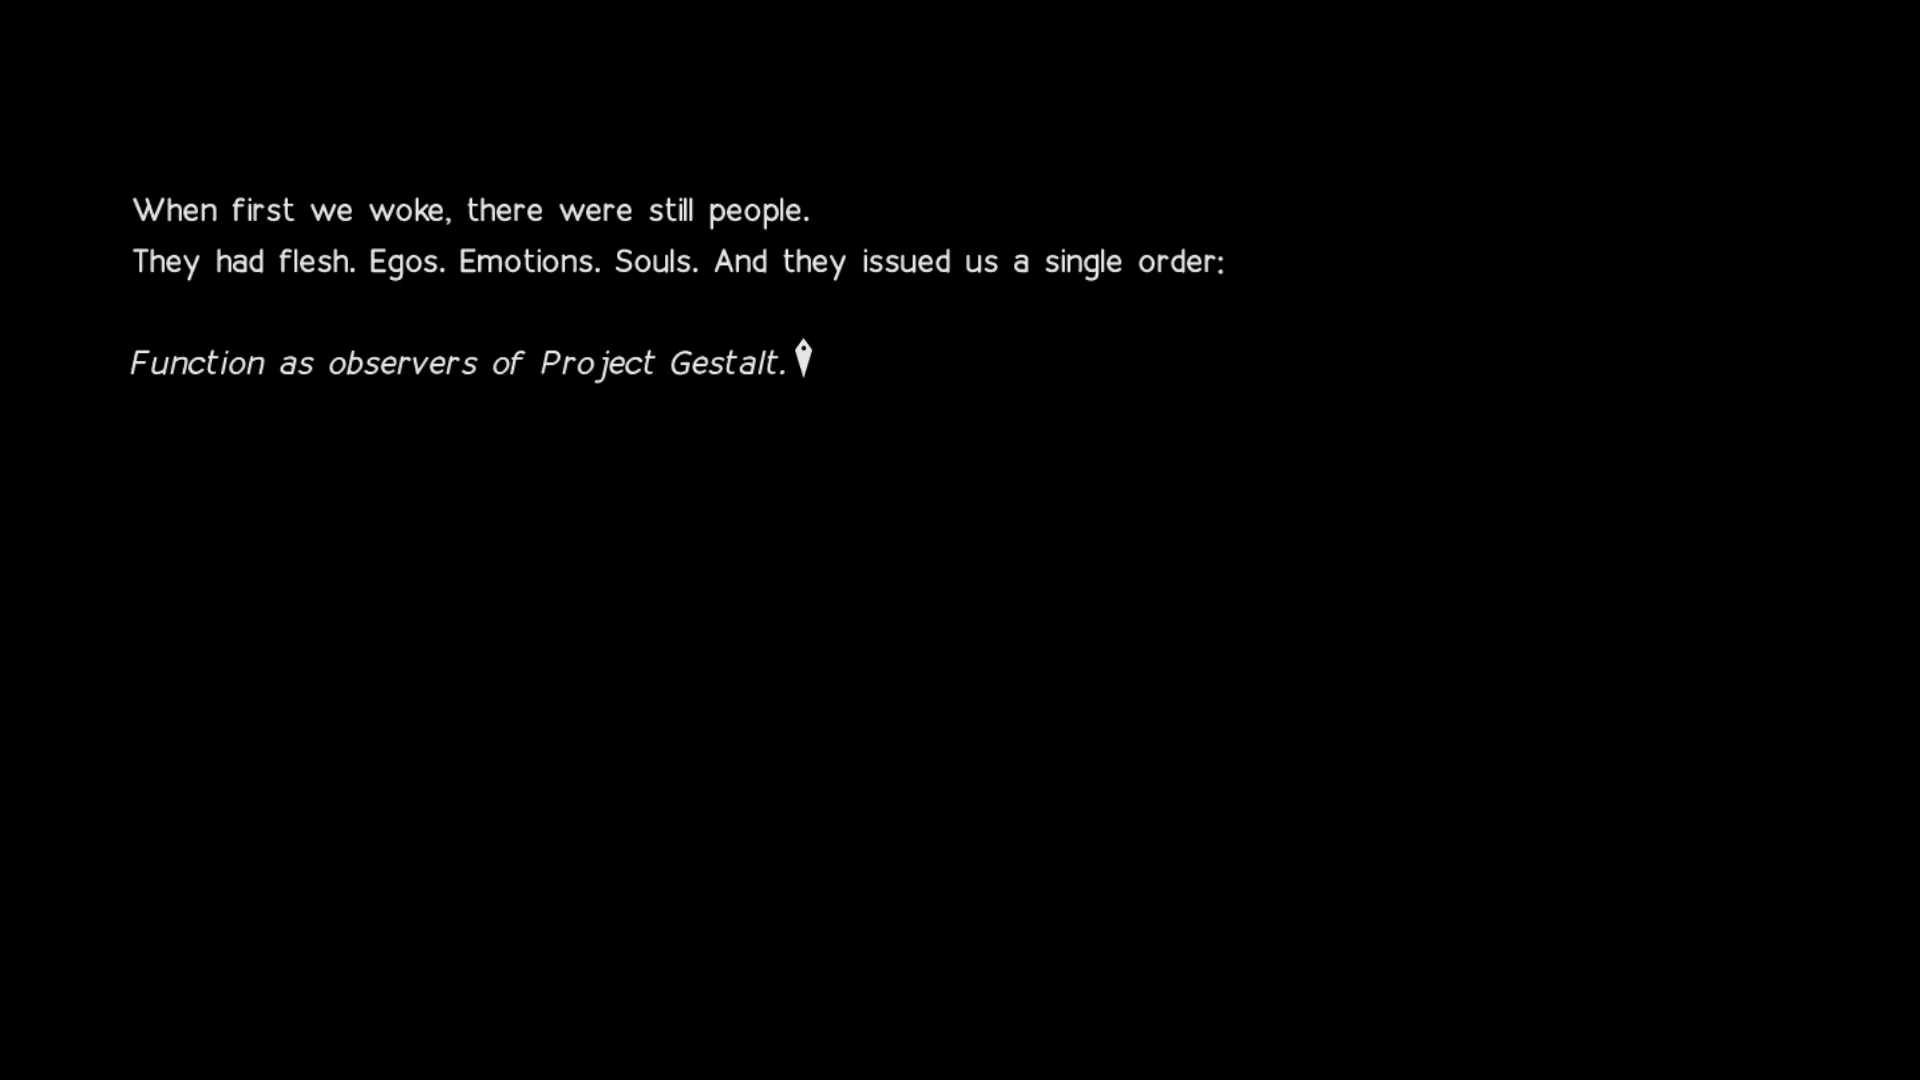 When first we woke, there were still people.
They had flesh. Egos. Emotions. Souls. And they issued us a single order:
Function as observers of Project Gestalt.